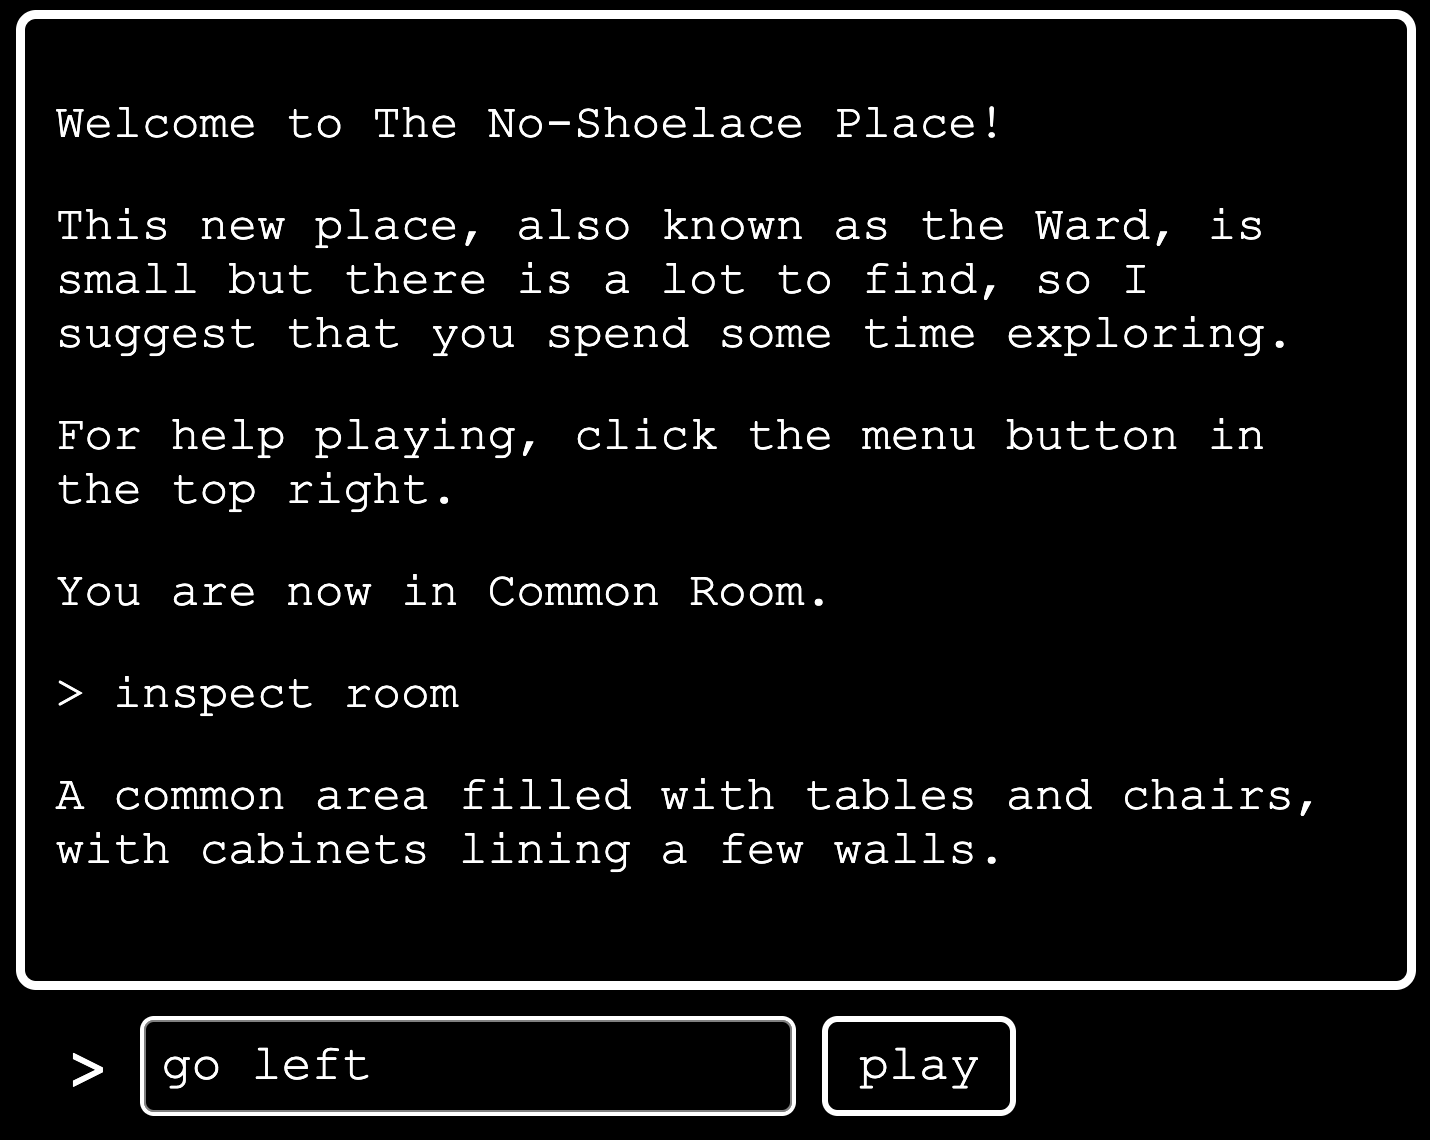 Welcome to The No-Shoelace Place!
This new place, also known as the Ward, is
small but there is a lot to find, so I
suggest that you spend some time exploring.
For help playing, click the menu button in
the top right.
You are now in Common Room.
> inspect room
A common area filled with tables and chairs,
with cabinets lining a few walls.
> go left play